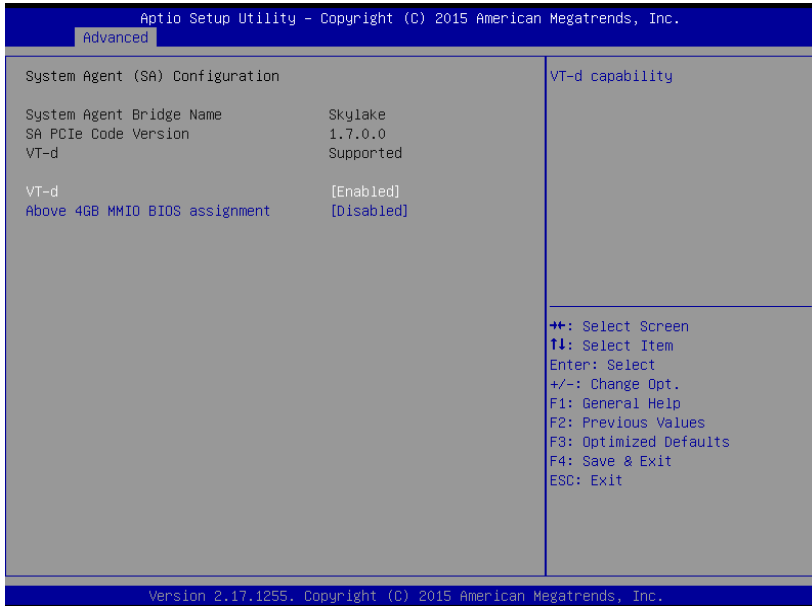 Aptio Setup Utility – Copyright (C) 2015 American Megatrends, Inc.
Advanced
System Agent (SA) Configuration
System Agent Bridge Name Skylake
SA PCIe Code Version 1.7.0.0
VT-d Supported
VT-d [Enabled]
Above 4GB MMIO BIOS assignment [Disabled]
VT-d capability
→←: Select Screen
↑↓: Select Item
Enter: Select
+/-: Change Opt.
F1: General Help
F2: Previous Values
F3: Optimized Defaults
F4: Save & Exit
ESC: Exit
Version 2.17.1255. Copyright (C) 2015 American Megatrends, Inc.